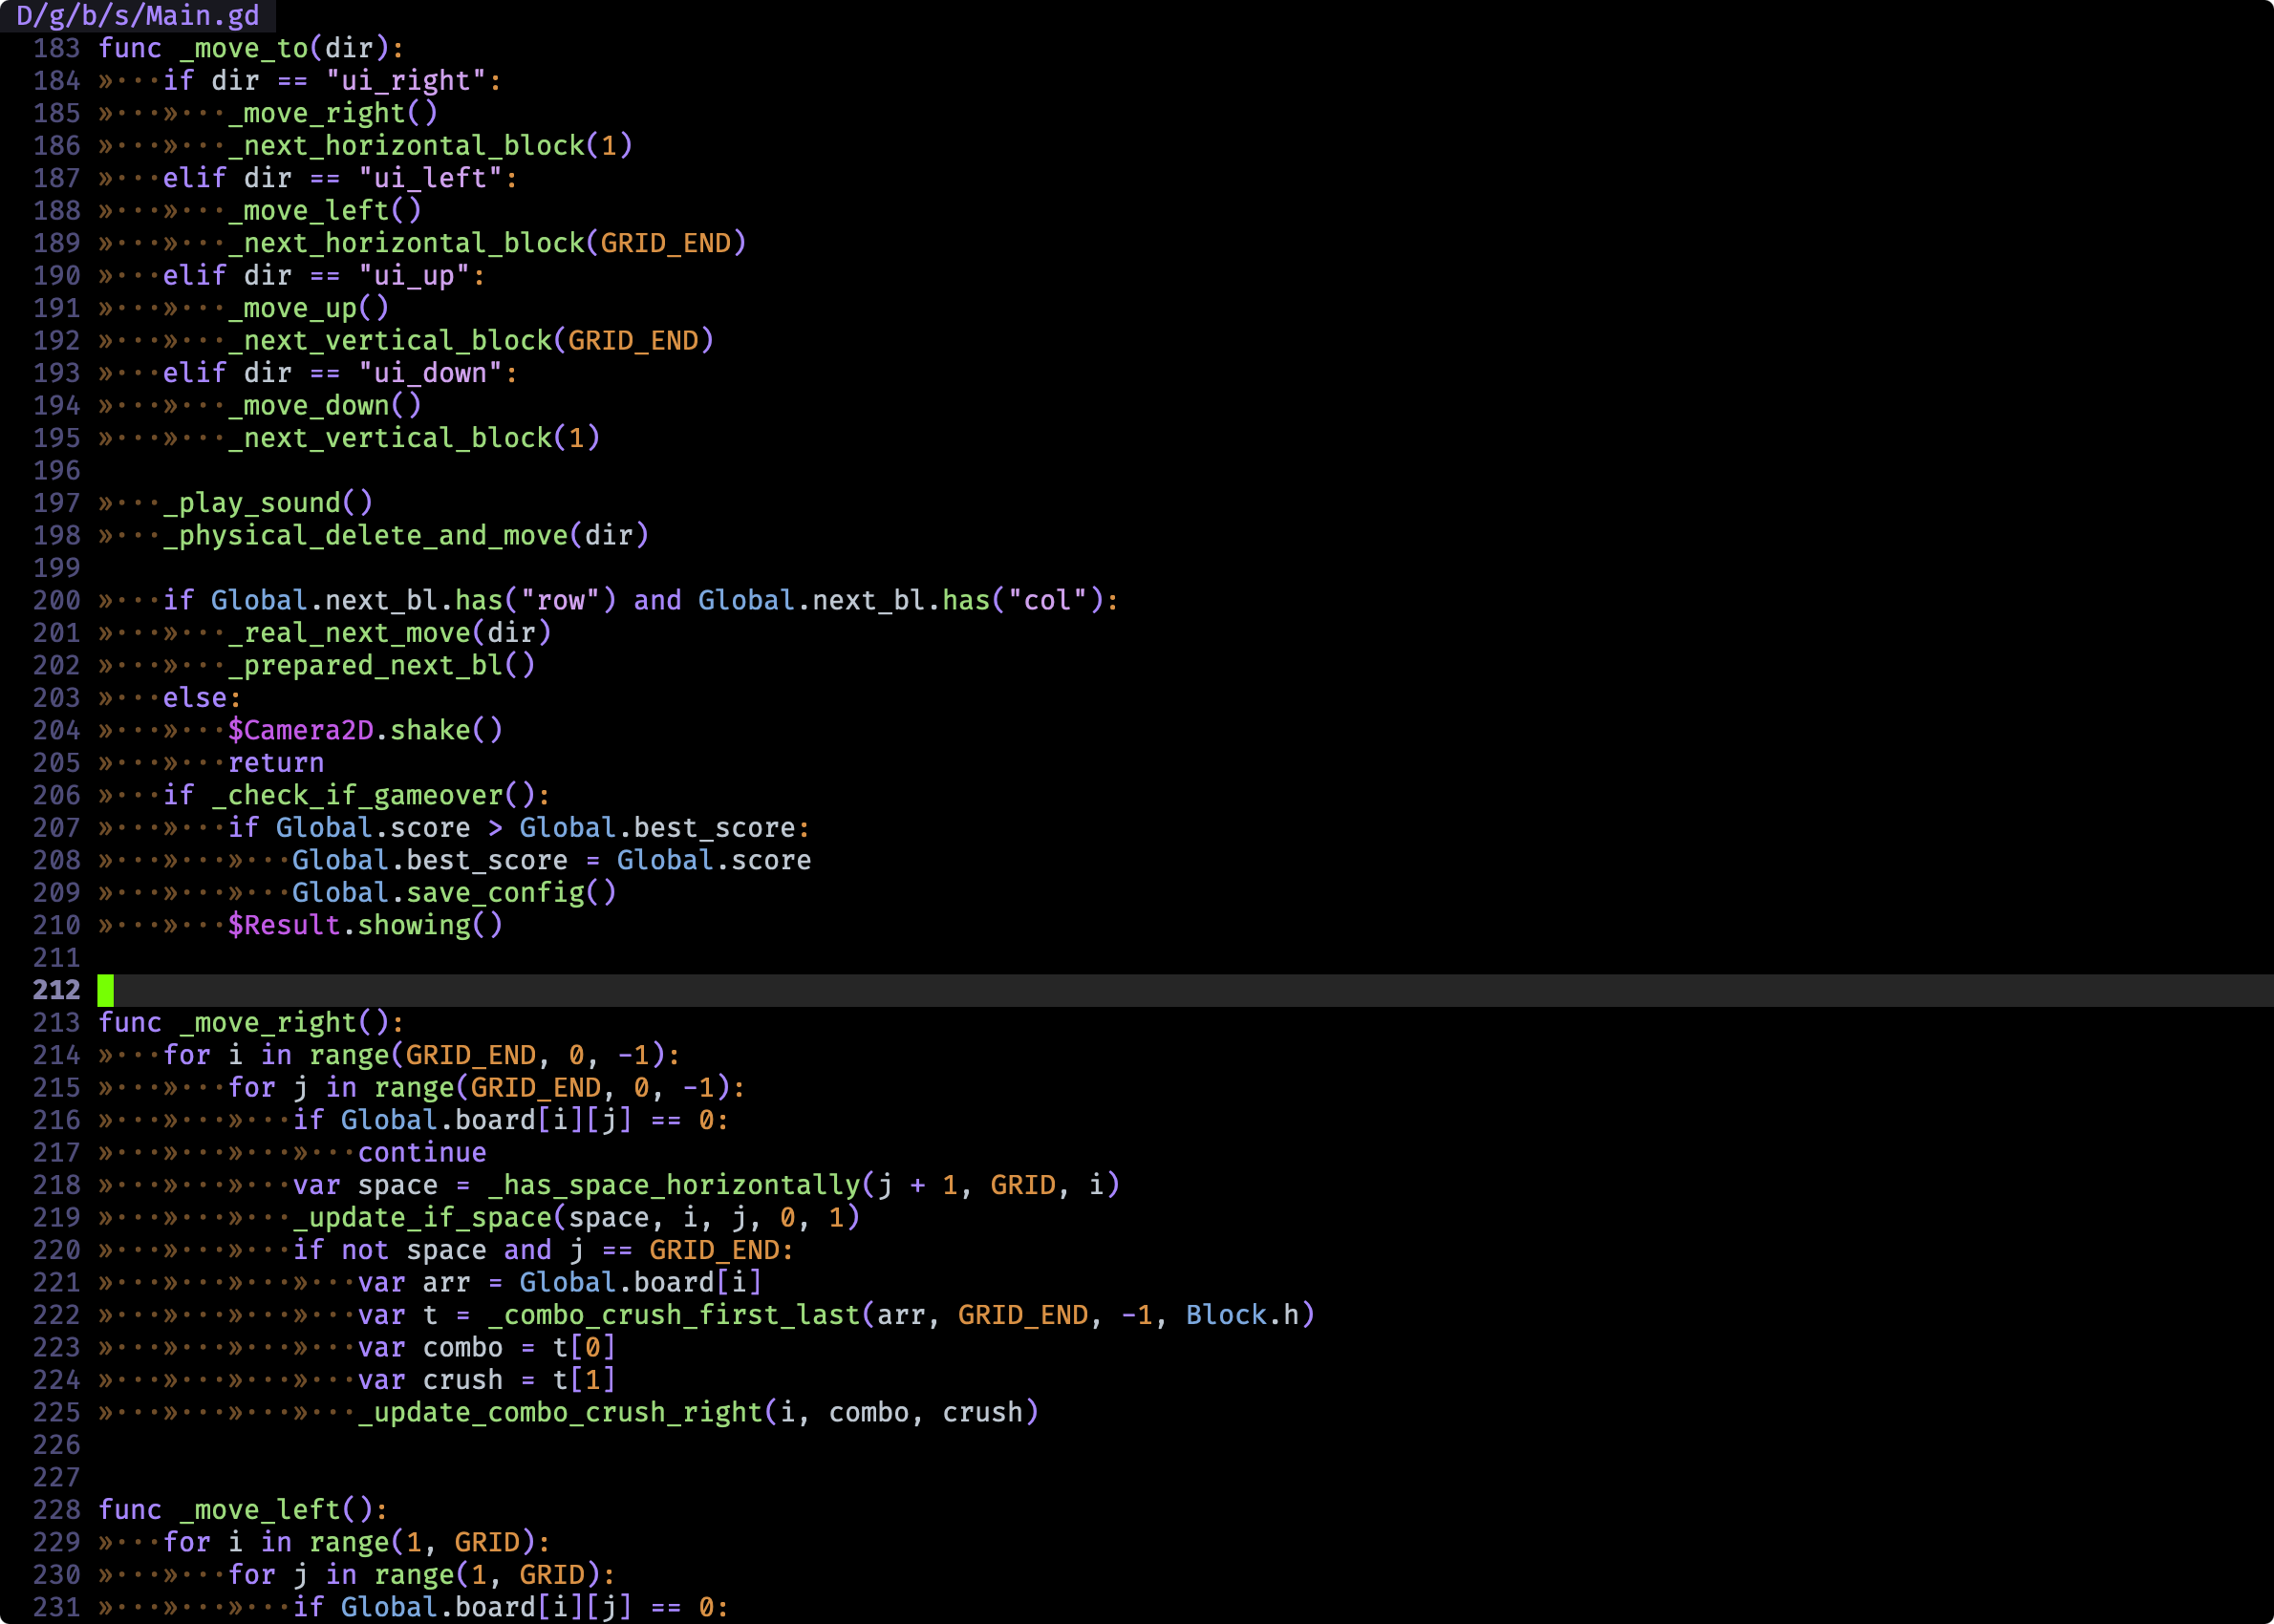 D/g/b/s/Main.gd
183 func _move_to(dir):
184 »···if dir == "ui_right":
185 »···»···_move_right()
186 »···»···_next_horizontal_block(1)
187 »···elif dir == "ui_left":
188 »···»···_move_left()
189 »···»···_next_horizontal_block(GRID_END)
190 »···elif dir == "ui_up":
191 »···»···_move_up()
192 »···»···_next_vertical_block(GRID_END)
193 »···elif dir == "ui_down":
194 »···»···_move_down()
195 »···»···_next_vertical_block(1)
196
197 »···_play_sound()
198 »···_physical_delete_and_move(dir)
199
200 »···if Global.next_bl.has("row") and Global.next_bl.has("col"):
201 »···»···_real_next_move(dir)
202 »···»···_prepared_next_bl()
203 »···else:
204 »···»···$Camera2D.shake()
205 »···»···return
206 »···if _check_if_gameover():
207 »···»···if Global.score > Global.best_score:
208 »···»···»···Global.best_score = Global.score
209 »···»···»···Global.save_config()
210 »···»···$Result.showing()
211
212
213 func _move_right():
214 »···for i in range(GRID_END, 0, -1):
215 »···»···for j in range(GRID_END, 0, -1):
216 »···»···»···if Global.board[i][j] == 0:
217 »···»···»···»···continue
218 »···»···»···var space = _has_space_horizontally(j + 1, GRID, i)
219 »···»···»···_update_if_space(space, i, j, 0, 1)
220 »···»···»···if not space and j == GRID_END:
221 »···»···»···»···var arr = Global.board[i]
222 »···»···»···»···var t = _combo_crush_first_last(arr, GRID_END, -1, Block.h)
223 »···»···»···»···var combo = t[0]
224 »···»···»···»···var crush = t[1]
225 »···»···»···»···_update_combo_crush_right(i, combo, crush)
226
227
228 func _move_left():
229 »···for i in range(1, GRID):
230 »···»···for j in range(1, GRID):
231 »···»···»···if Global.board[i][j] == 0: